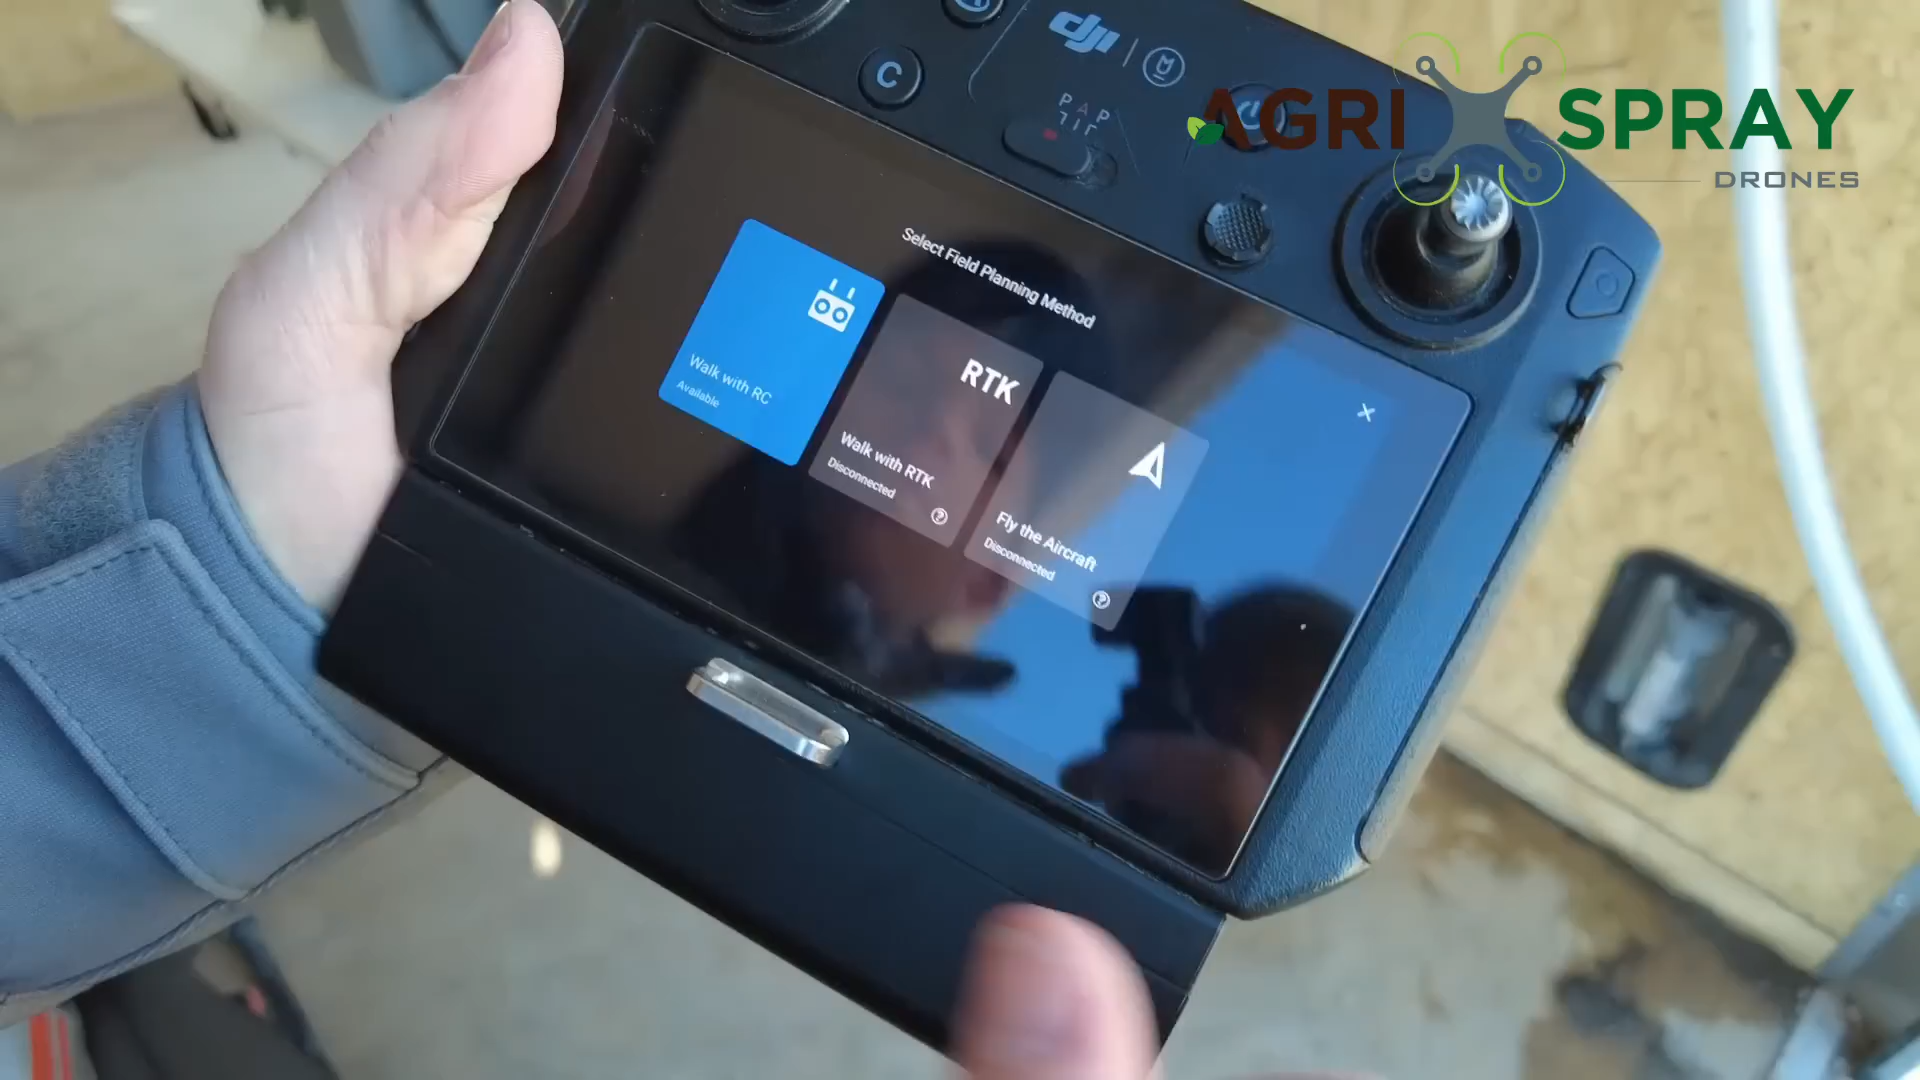 dji
C
P A P
AGRI SPRAY
DRONES
Select Field Planning Method
Walk with RC
Available
RTK
Walk with RTK
Disconnected
?
Fly the Aircraft
Disconnected
?